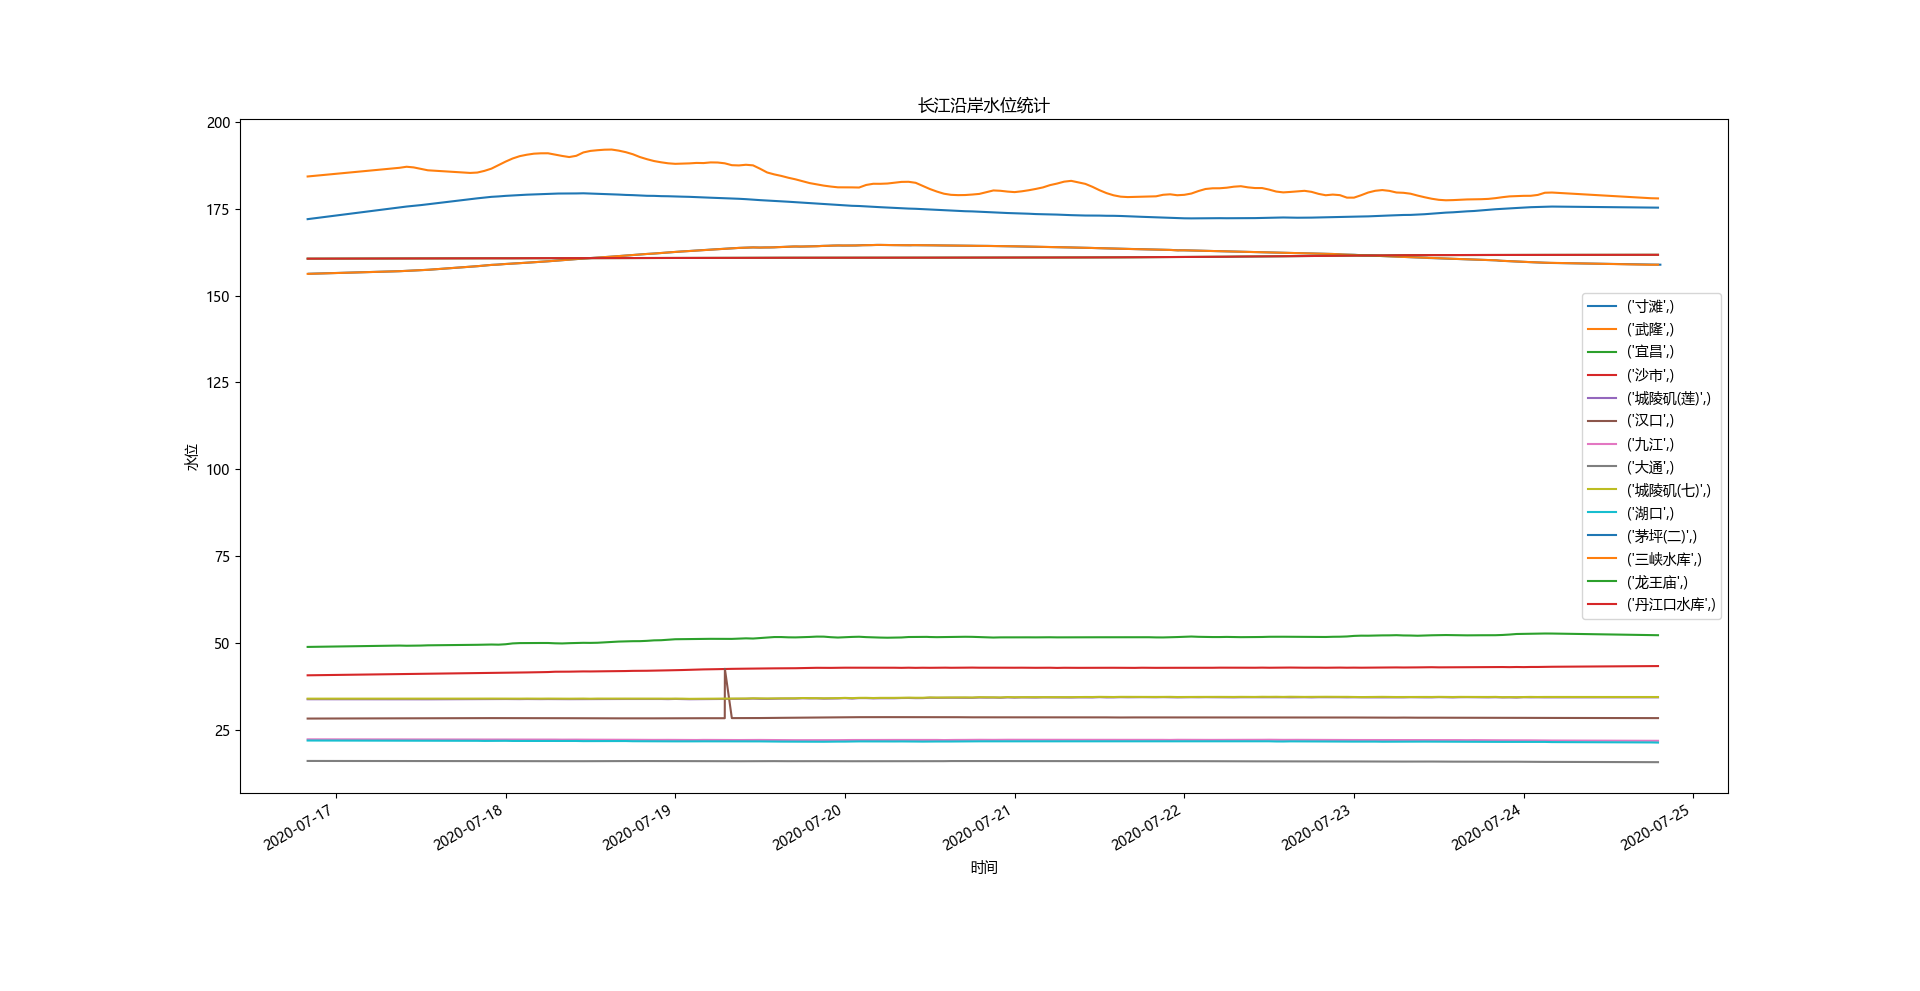 长江沿岸水位统计
200
175
150
125
100
75
50
25
水位
('寸滩',)
('武隆',)
('宜昌',)
('沙市',)
('城陵矶(莲)',)
('汉口',)
('九江',)
('大通',)
('城陵矶(七)',)
('湖口',)
('茅坪(二)',)
('三峡水库',)
('龙王庙',)
('丹江口水库',)
2020-07-17
2020-07-18
2020-07-19
2020-07-20
2020-07-21
2020-07-22
2020-07-23
2020-07-24
2020-07-25
时间